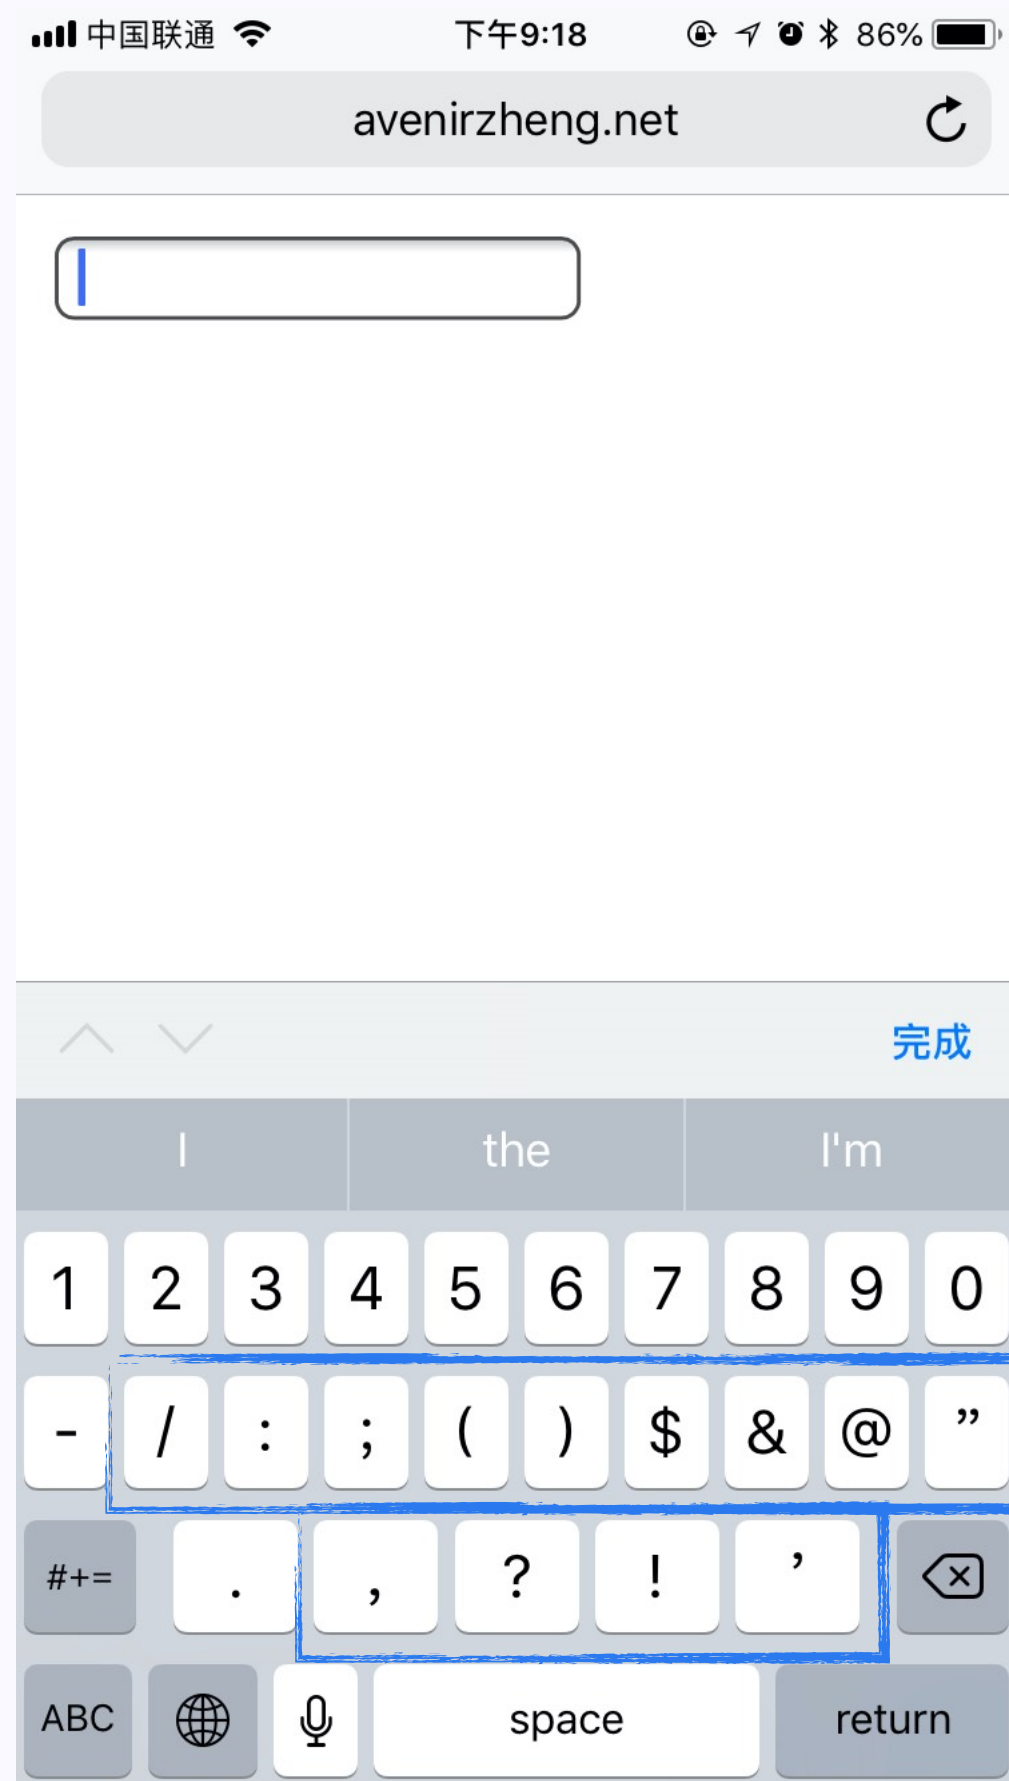 中国联通 下午9:18 86%
avenirzheng.net
完成
I the I'm
1 2 3 4 5 6 7 8 9 0
- / : ; ( ) $ & @ ”
#+= . , ? ! ’
ABC space return